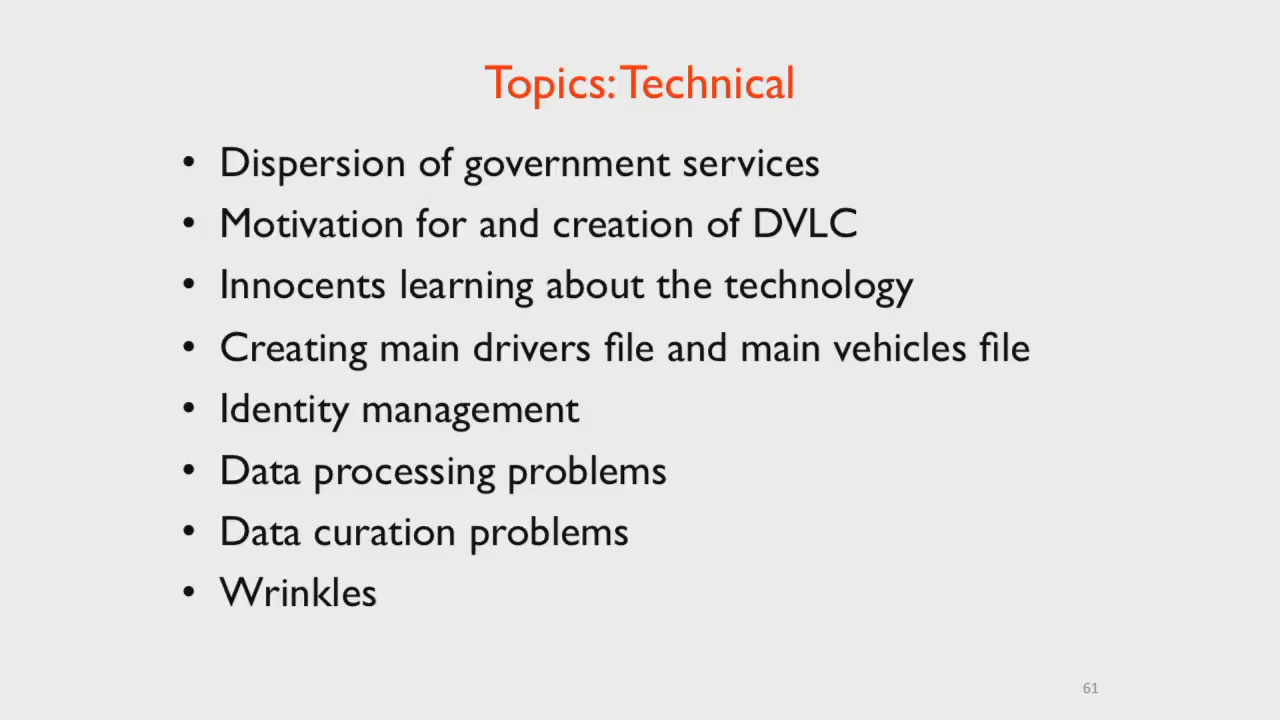 Topics: Technical
• Dispersion of government services
• Motivation for and creation of DVLC
• Innocents learning about the technology
• Creating main drivers file and main vehicles file
• Identity management
• Data processing problems
• Data curation problems
• Wrinkles
61